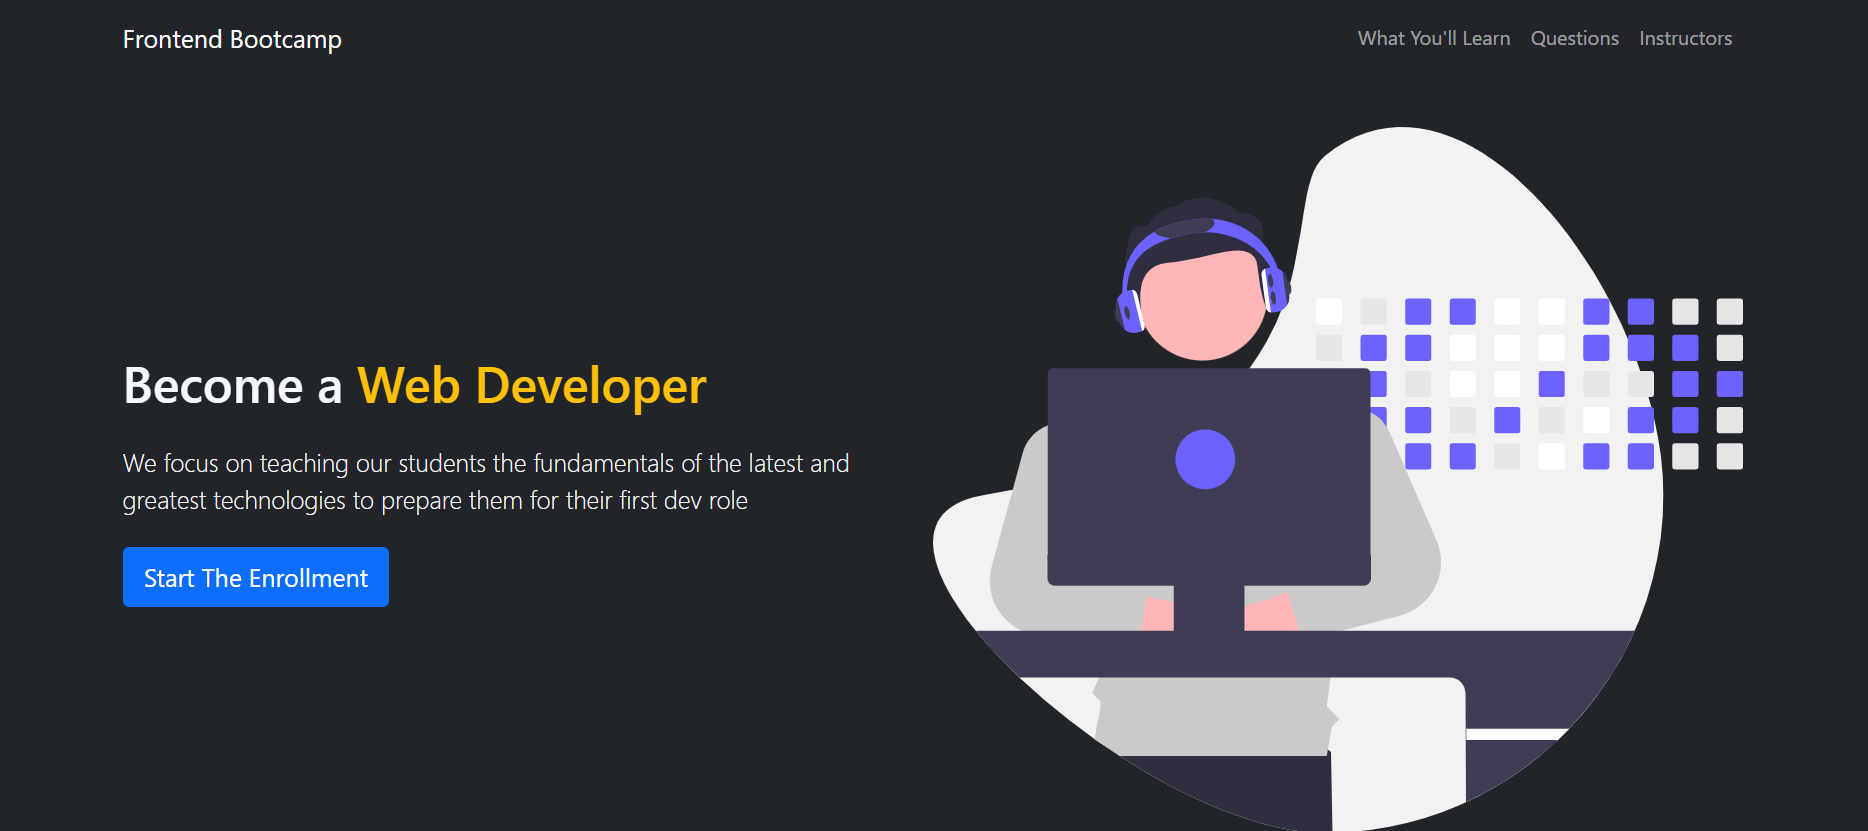 Frontend Bootcamp
What You'll Learn Questions Instructors
Become a Web Developer
We focus on teaching our students the fundamentals of the latest and
greatest technologies to prepare them for their first dev role
Start The Enrollment